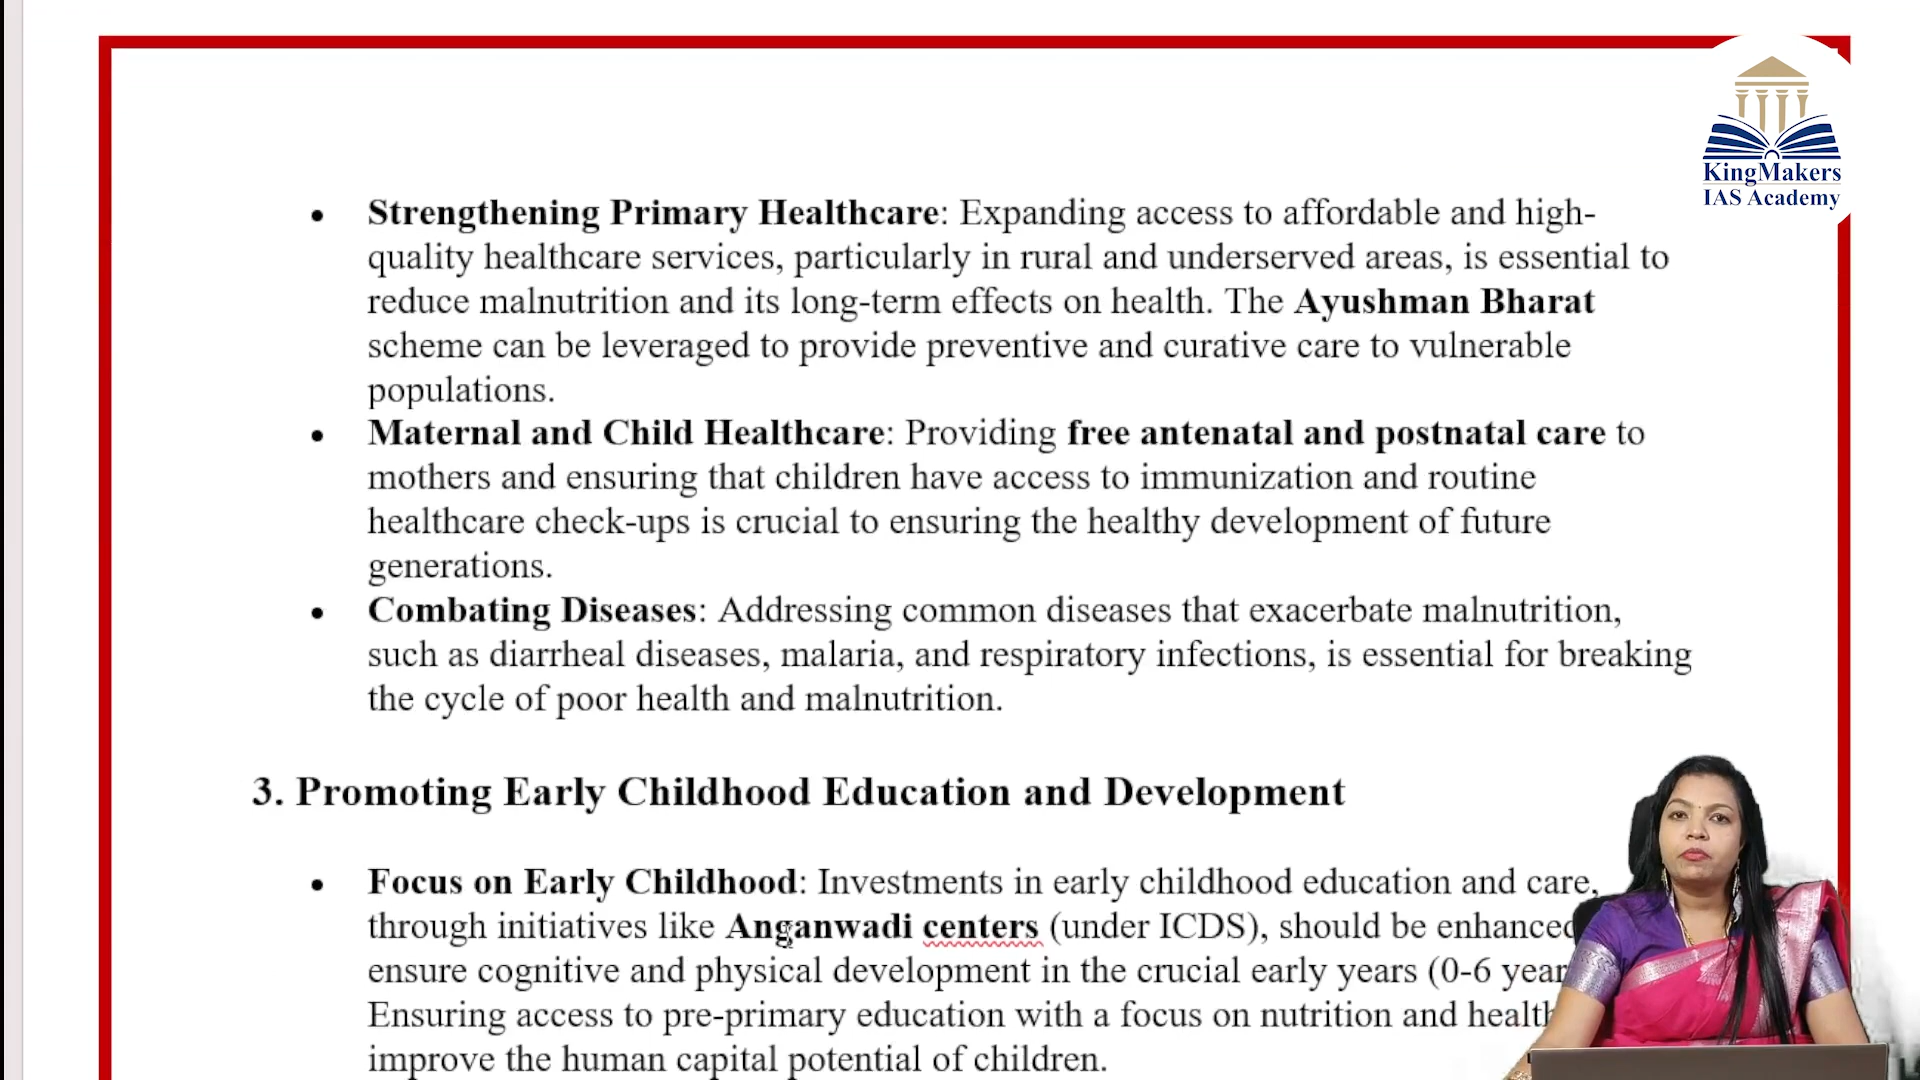 KingMakers
IAS Academy
• Strengthening Primary Healthcare: Expanding access to affordable and high-
quality healthcare services, particularly in rural and underserved areas, is essential to
reduce malnutrition and its long-term effects on health. The Ayushman Bharat
scheme can be leveraged to provide preventive and curative care to vulnerable
populations.
• Maternal and Child Healthcare: Providing free antenatal and postnatal care to
mothers and ensuring that children have access to immunization and routine
healthcare check-ups is crucial to ensuring the healthy development of future
generations.
• Combating Diseases: Addressing common diseases that exacerbate malnutrition,
such as diarrheal diseases, malaria, and respiratory infections, is essential for breaking
the cycle of poor health and malnutrition.
3. Promoting Early Childhood Education and Development
• Focus on Early Childhood: Investments in early childhood education and care,
through initiatives like Anganwadi centers (under ICDS), should be enhanced
ensure cognitive and physical development in the crucial early years (0-6
Ensuring access to pre-primary education with a focus on nutrition and health
improve the human capital potential of children.